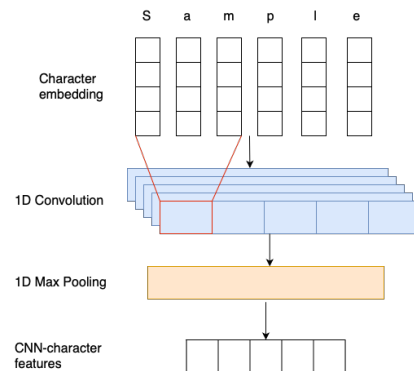 S a m p l e
Character
embedding
1D Convolution
1D Max Pooling
CNN-character
features